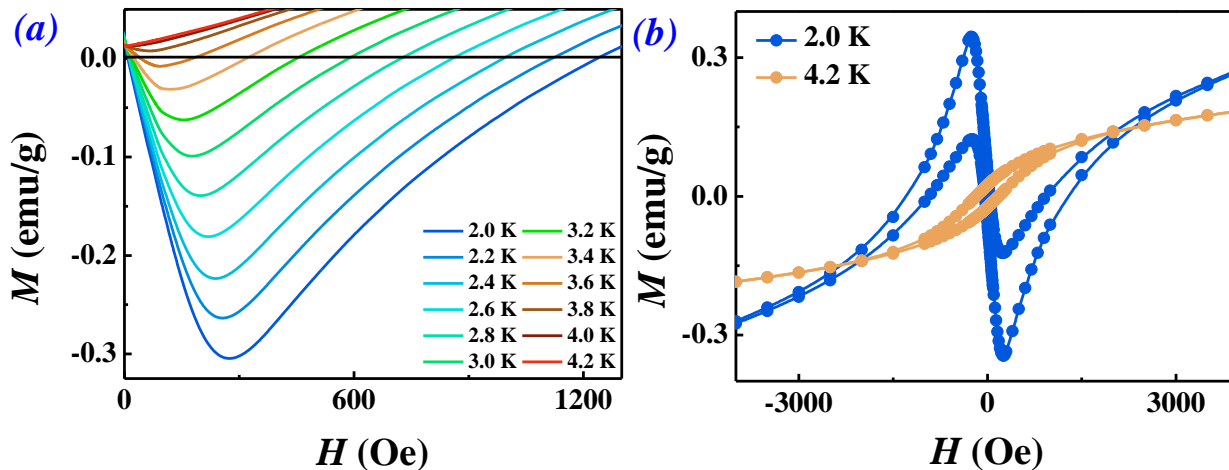 (a)
0.0
-0.1
-0.2
-0.3
M (emu/g)
0
600
1200
H (Oe)
2.0 K
2.2 K
2.4 K
2.6 K
2.8 K
3.0 K
3.2 K
3.4 K
3.6 K
3.8 K
4.0 K
4.2 K
(b)
2.0 K
4.2 K
0.3
0.0
-0.3
M (emu/g)
-3000
0
3000
H (Oe)